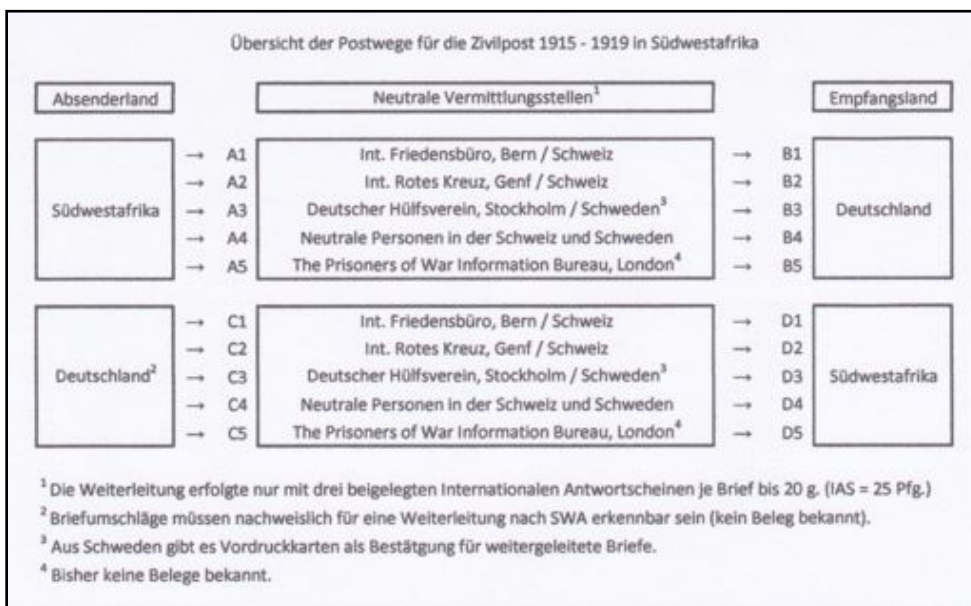 Übersicht der Postwege für die Zivilpost 1915 - 1919 in Südwestafrika
Absenderland Neutrale Vermittlungsstellen¹ Empfangsland
→ A1 Int. Friedensbüro, Bern / Schweiz → B1
→ A2 Int. Rotes Kreuz, Genf / Schweiz → B2
Südwestafrika → A3 Deutscher Hülfsverein, Stockholm / Schweden³ → B3 Deutschland
→ A4 Neutrale Personen in der Schweiz und Schweden → B4
→ A5 The Prisoners of War Information Bureau, London⁴ → B5
→ C1 Int. Friedensbüro, Bern / Schweiz → D1
→ C2 Int. Rotes Kreuz, Genf / Schweiz → D2
Deutschland² → C3 Deutscher Hülfsverein, Stockholm / Schweden³ → D3 Südwestafrika
→ C4 Neutrale Personen in der Schweiz und Schweden → D4
→ C5 The Prisoners of War Information Bureau, London⁴ → D5
¹ Die Weiterleitung erfolgte nur mit drei beigelegten Internationalen Antwortscheinen je Brief bis 20 g. (IAS = 25 Pfg.)
² Briefumschläge müssen nachweislich für eine Weiterleitung nach SWA erkennbar sein (kein Beleg bekannt).
³ Aus Schweden gibt es Vordruckkarten als Bestätgung für weitergeleitete Briefe.
⁴ Bisher keine Belege bekannt.